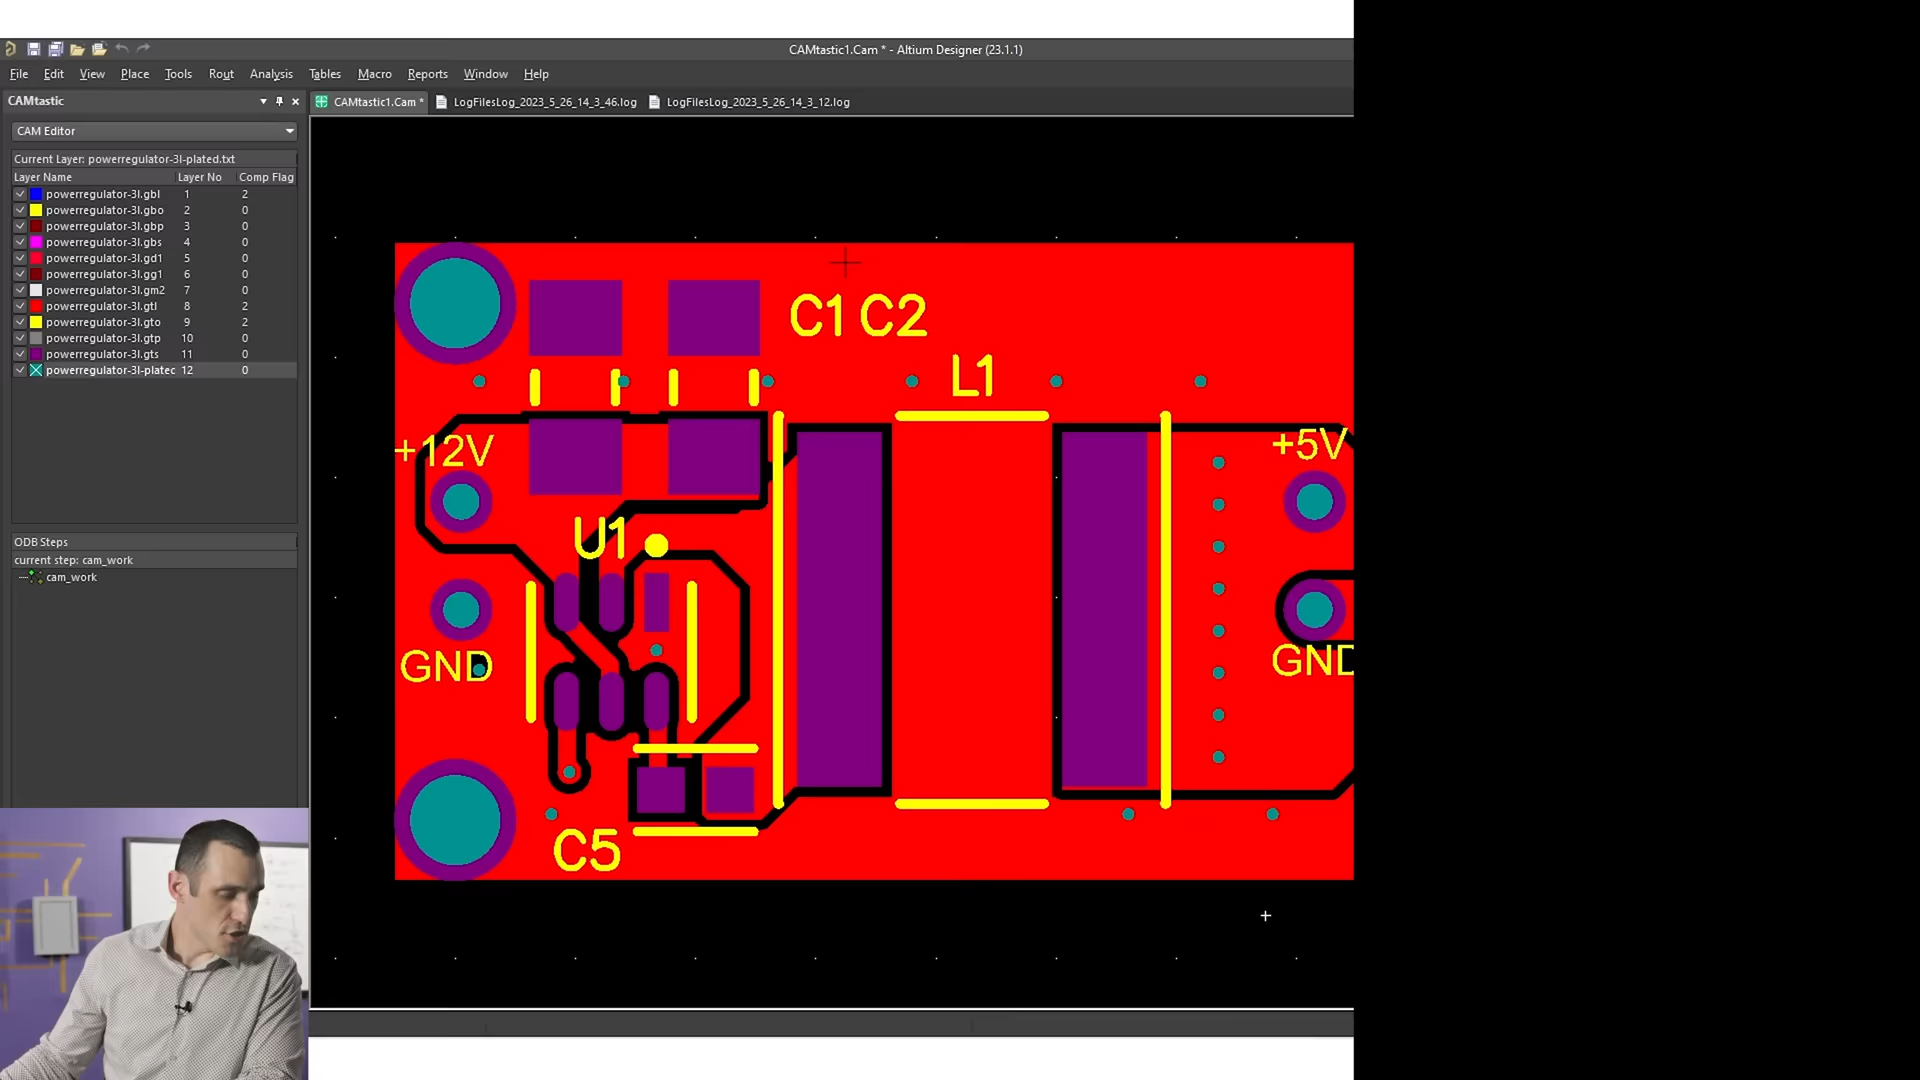 CAMtastic1.Cam * - Altium Designer (23.1.1)
File Edit View Place Tools Rout Analysis Tables Macro Reports Window Help
CAMtastic
CAMtastic1.Cam * LogFilesLog_2023_5_26_14_3_46.log LogFilesLog_2023_5_26_14_3_12.log
CAM Editor
Current Layer: powerregulator-3l-plated.txt
Layer Name Layer No Comp Flag
powerregulator-3l.gbl 1 2
powerregulator-3l.gbo 2 0
powerregulator-3l.gbp 3 0
powerregulator-3l.gbs 4 0
powerregulator-3l.gd1 5 0
powerregulator-3l.gg1 6 0
powerregulator-3l.gm2 7 0
powerregulator-3l.gtl 8 2
powerregulator-3l.gto 9 2
powerregulator-3l.gtp 10 0
powerregulator-3l.gts 11 0
powerregulator-3l-platec 12 0
ODB Steps
current step: cam_work
cam_work
C1 C2
L1
+12V
+5V
U1
GND
GND
C5